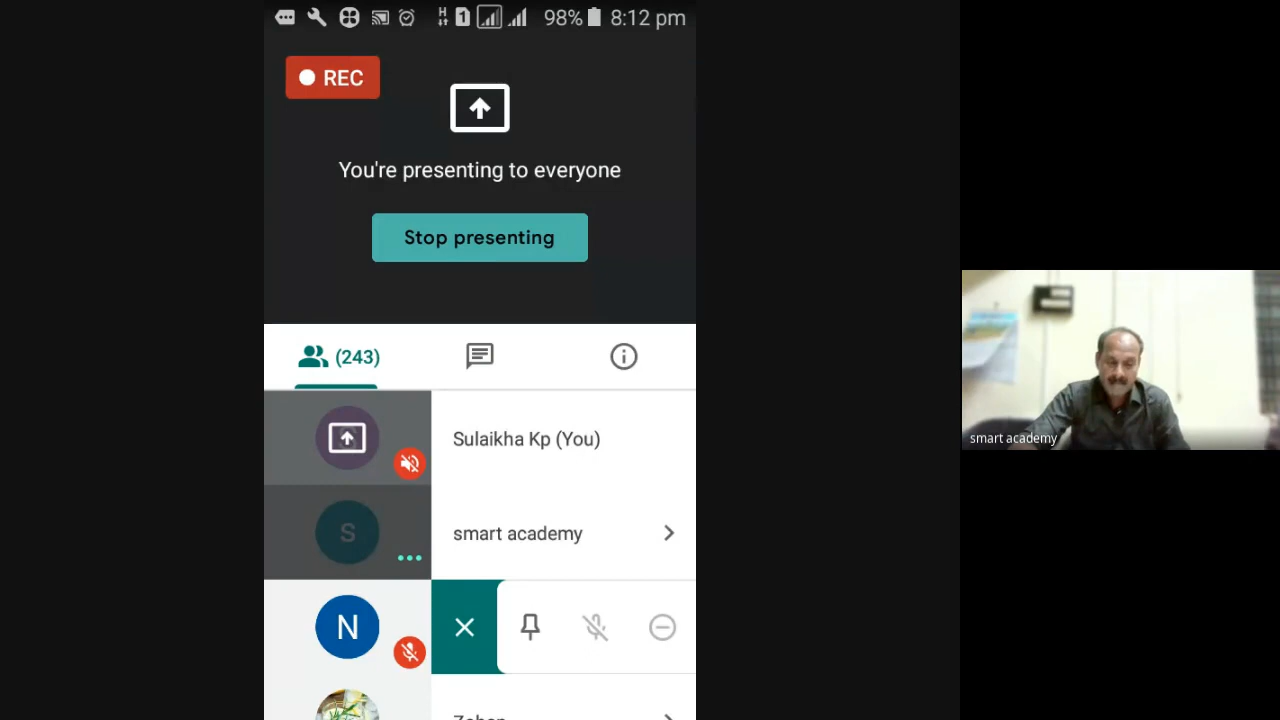 H 1 98% 8:12 pm
REC
You're presenting to everyone
Stop presenting
(243)
Sulaikha Kp (You)
S
smart academy
N
smart academy